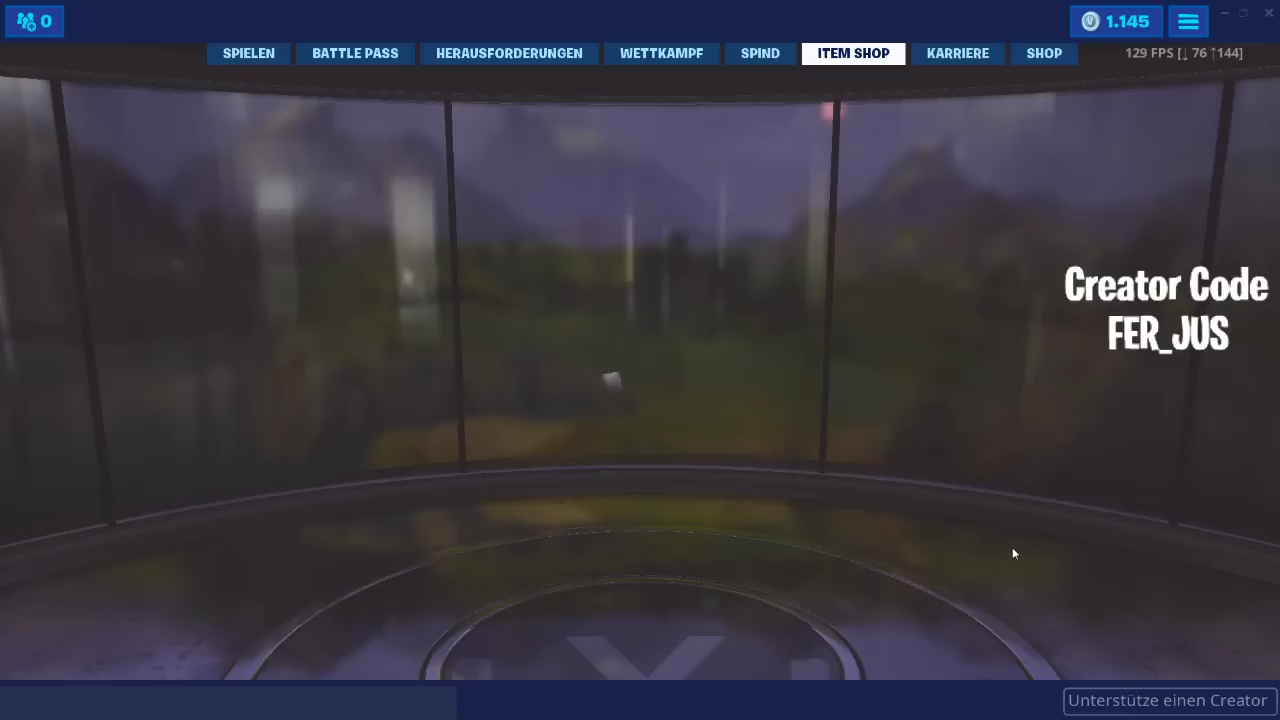 0
1.145
SPIELEN BATTLE PASS HERAUSFORDERUNGEN WETTKAMPF SPIND ITEM SHOP KARRIERE SHOP
129 FPS [↓ 76 ↑144]
Creator Code
FER_JUS
Unterstütze einen Creator